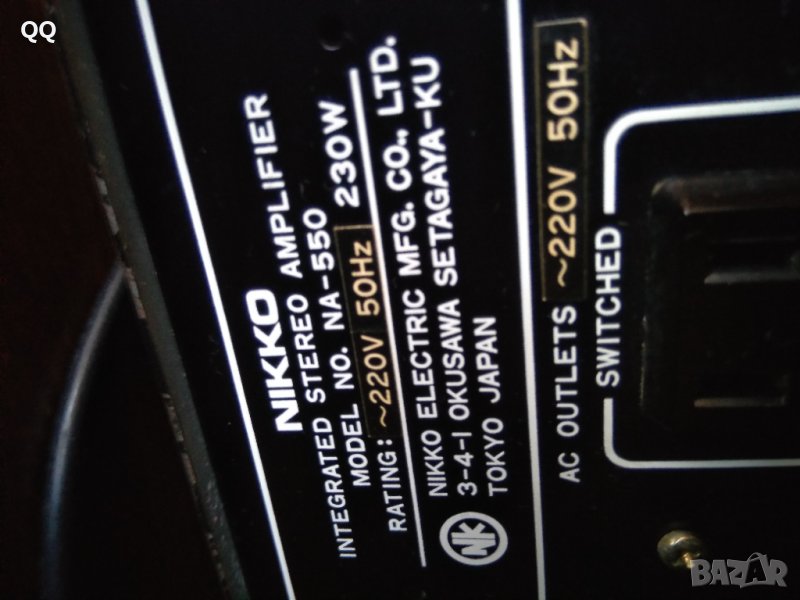 QQ
NIKKO
INTEGRATED STEREO AMPLIFIER
MODEL NO. NA-550
RATING: ~220V 50Hz 230W
NIKKO ELECTRIC MFG. CO., LTD.
3-4-1 OKUSAWA SETAGAYA-KU
TOKYO JAPAN
NK
AC OUTLETS ~220V 50Hz
SWITCHED
BAZAR